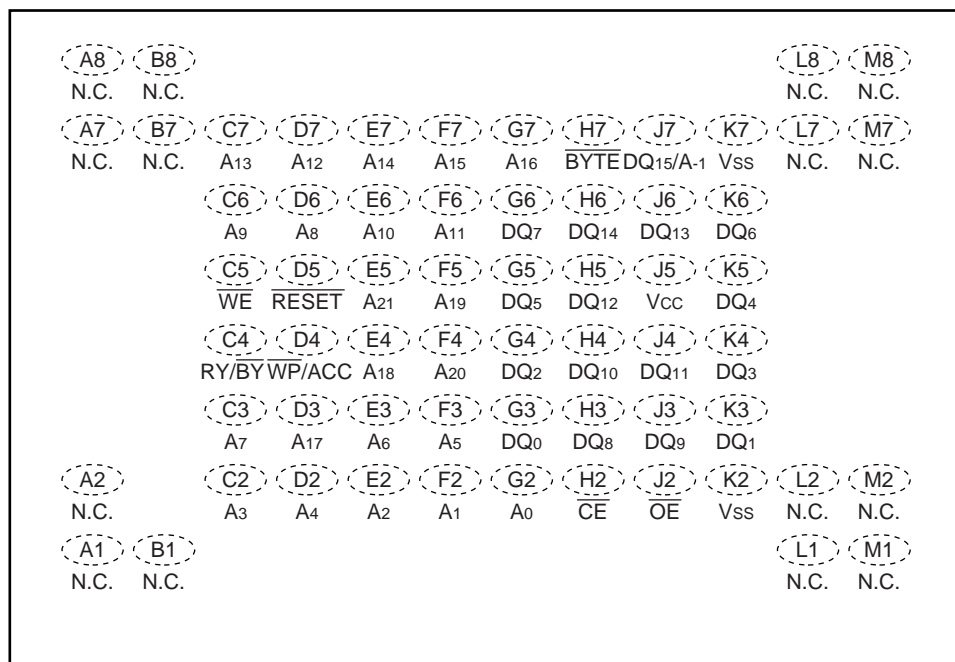 A8 B8 L8 M8
N.C. N.C. N.C. N.C.
A7 B7 C7 D7 E7 F7 G7 H7 J7 K7 L7 M7
N.C. N.C. A13 A12 A14 A15 A16 BYTE DQ15/A-1 VSS N.C. N.C.
C6 D6 E6 F6 G6 H6 J6 K6
A9 A8 A10 A11 DQ7 DQ14 DQ13 DQ6
C5 D5 E5 F5 G5 H5 J5 K5
WE RESET A21 A19 DQ5 DQ12 VCC DQ4
C4 D4 E4 F4 G4 H4 J4 K4
RY/BY WP/ACC A18 A20 DQ2 DQ10 DQ11 DQ3
C3 D3 E3 F3 G3 H3 J3 K3
A7 A17 A6 A5 DQ0 DQ8 DQ9 DQ1
A2 C2 D2 E2 F2 G2 H2 J2 K2 L2 M2
N.C. A3 A4 A2 A1 A0 CE OE VSS N.C. N.C.
A1 B1 L1 M1
N.C. N.C. N.C. N.C.